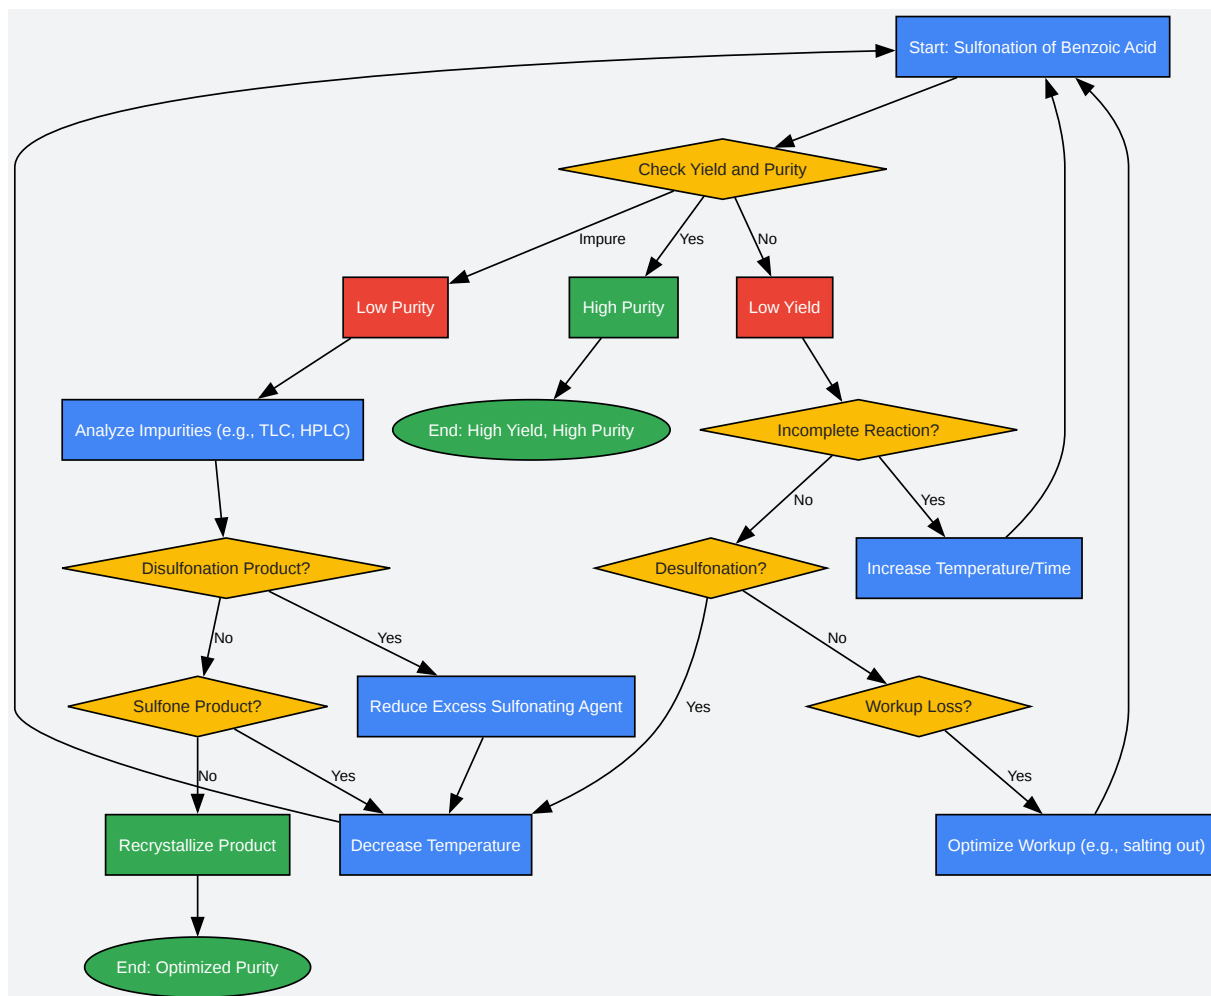 Start: Sulfonation of Benzoic Acid
Check Yield and Purity
Impure
Yes
No
Low Purity
High Purity
Low Yield
Analyze Impurities (e.g., TLC, HPLC)
End: High Yield, High Purity
Incomplete Reaction?
No
Yes
Disulfonation Product?
Desulfonation?
Increase Temperature/Time
No
Yes
No
Sulfone Product?
Reduce Excess Sulfonating Agent
Yes
Workup Loss?
No
Yes
Yes
Recrystallize Product
Decrease Temperature
Optimize Workup (e.g., salting out)
End: Optimized Purity